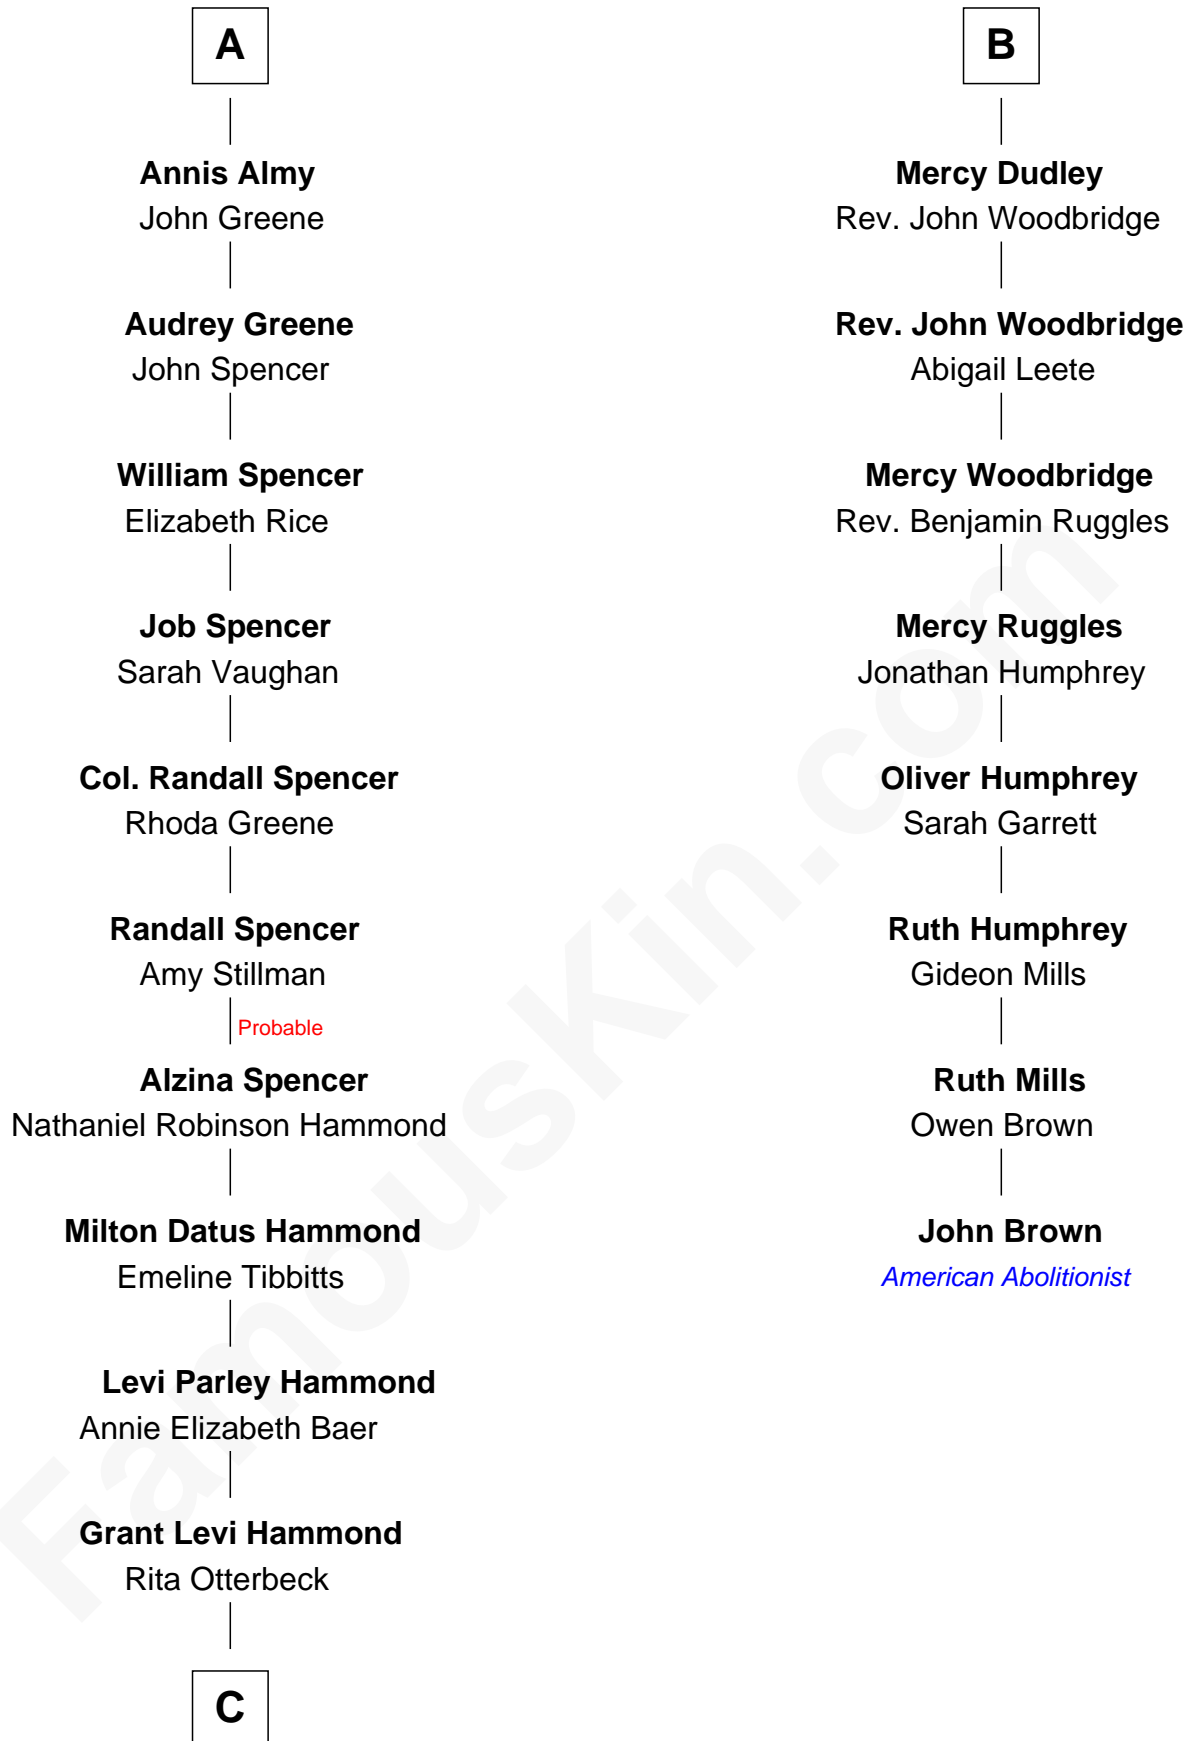 A
Annis Almy
John Greene
Audrey Greene
John Spencer
William Spencer
Elizabeth Rice
Job Spencer
Sarah Vaughan
Col. Randall Spencer
Rhoda Greene
Randall Spencer
Amy Stillman
Probable
Alzina Spencer
Nathaniel Robinson Hammond
Milton Datus Hammond
Emeline Tibbitts
Levi Parley Hammond
Annie Elizabeth Baer
Grant Levi Hammond
Rita Otterbeck
C
B
Mercy Dudley
Rev. John Woodbridge
Rev. John Woodbridge
Abigail Leete
Mercy Woodbridge
Rev. Benjamin Ruggles
Mercy Ruggles
Jonathan Humphrey
Oliver Humphrey
Sarah Garrett
Ruth Humphrey
Gideon Mills
Ruth Mills
Owen Brown
John Brown
American Abolitionist
FamousKin.com